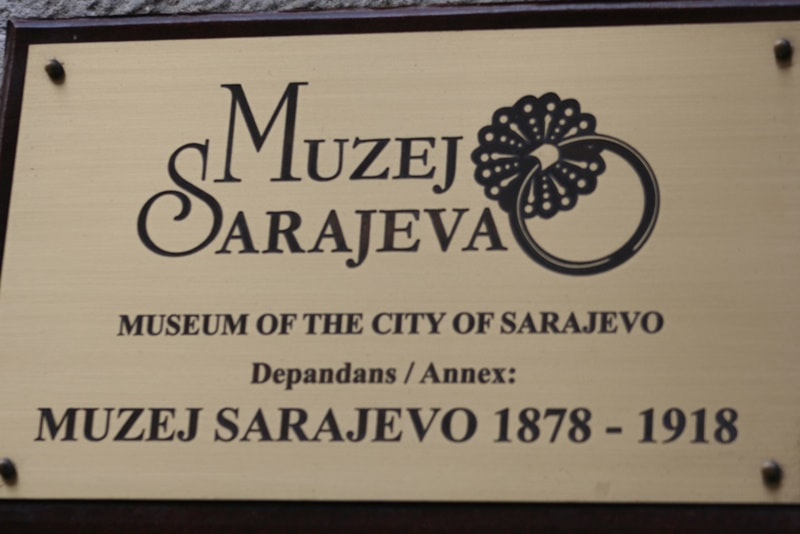 MUZEJ
SARAJEVA
MUSEUM OF THE CITY OF SARAJEVO
Depandans / Annex:
MUZEJ SARAJEVO 1878 - 1918